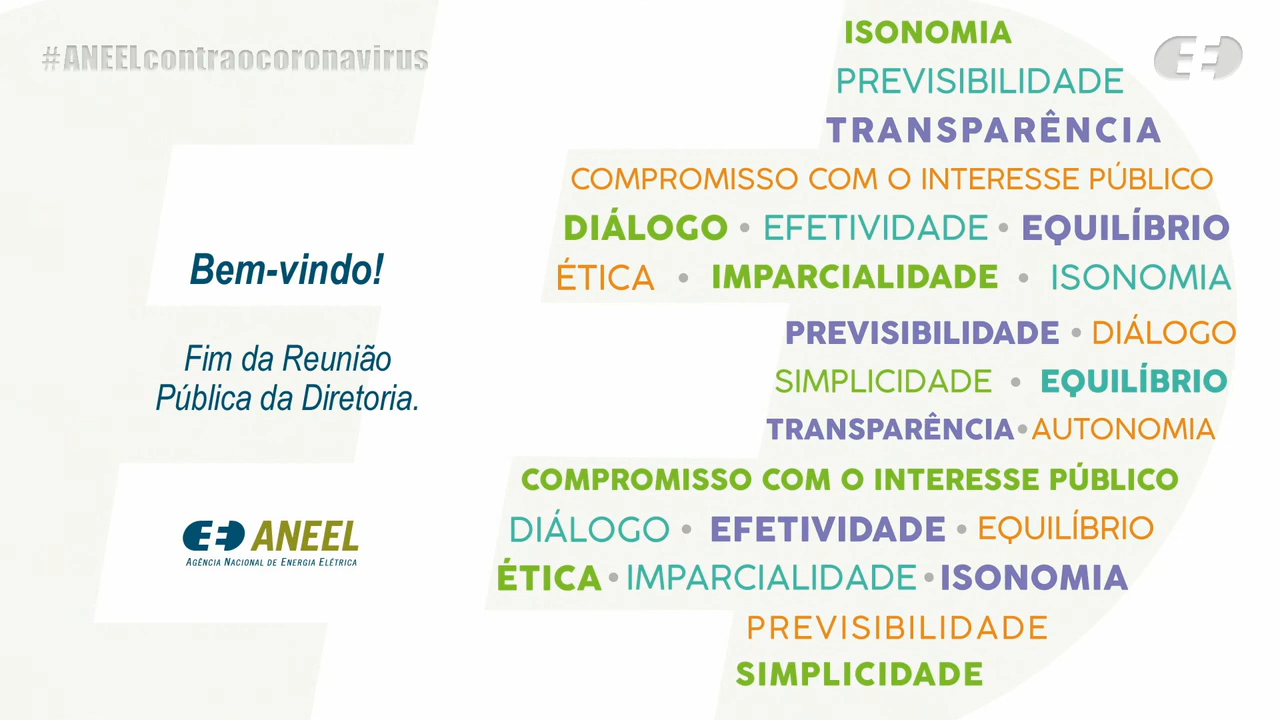 #ANEELcontraocoronavirus
Bem-vindo!
Fim da Reunião
Pública da Diretoria.
ANEEL
AGÊNCIA NACIONAL DE ENERGIA ELÉTRICA
ISONOMIA
PREVISIBILIDADE
TRANSPARÊNCIA
COMPROMISSO COM O INTERESSE PÚBLICO
DIÁLOGO • EFETIVIDADE • EQUILÍBRIO
ÉTICA • IMPARCIALIDADE • ISONOMIA
PREVISIBILIDADE • DIÁLOGO
SIMPLICIDADE • EQUILÍBRIO
TRANSPARÊNCIA • AUTONOMIA
COMPROMISSO COM O INTERESSE PÚBLICO
DIÁLOGO • EFETIVIDADE • EQUILÍBRIO
ÉTICA • IMPARCIALIDADE • ISONOMIA
PREVISIBILIDADE
SIMPLICIDADE